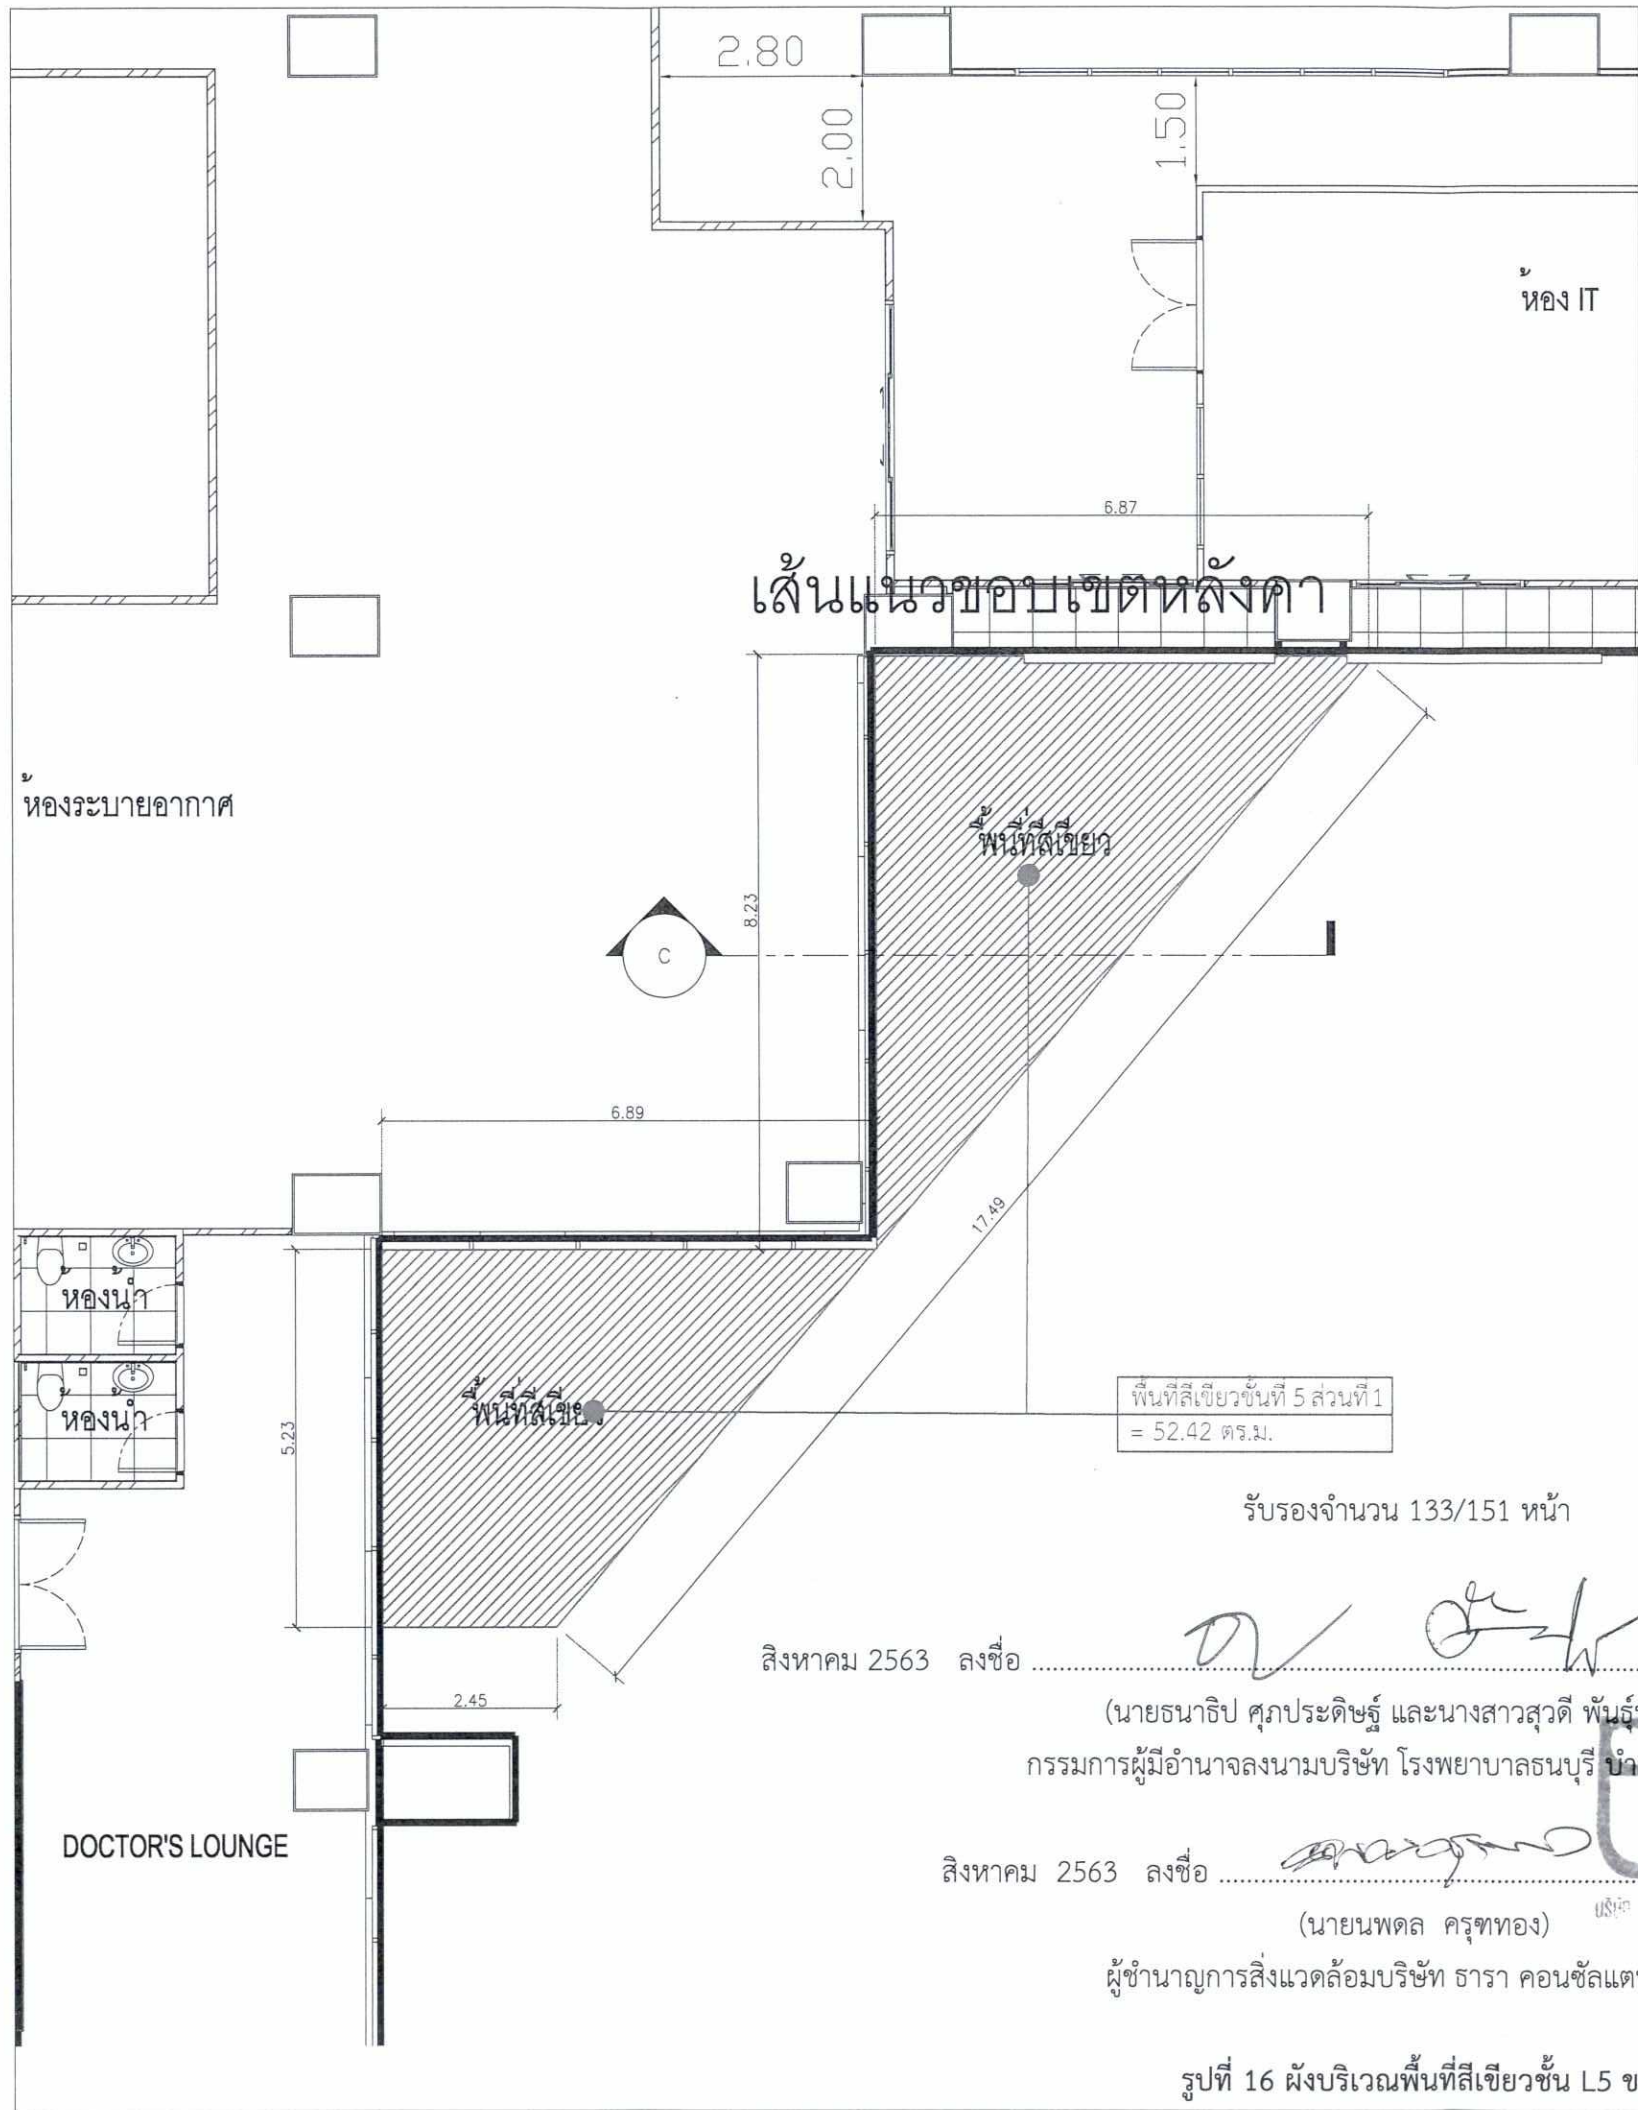 2.80
2.00
1.50
ห้อง IT
6.87
เส้นแนวขอบเขตหลังคา
ห้องระบายอากาศ
พื้นที่สีเขียว
8.23
C
6.89
17.49
ห้องน้ำ
ห้องน้ำ
พื้นที่สีเขียว
5.23
พื้นที่สีเขียวชั้นที่ 5 ส่วนที่ 1
= 52.42 ตร.ม.
รับรองจำนวน 133/151 หน้า
สิงหาคม 2563 ลงชื่อ
2.45
(นายธนาธิป ศุภประดิษฐ์ และนางสาวสุวดี
กรรมการผู้มีอำนาจลงนามบริษัท โรงพยาบาลธนบุรี
DOCTOR'S LOUNGE
สิงหาคม 2563 ลงชื่อ
บริษัท
(นายนพดล ครุฑทอง)
ผู้ชำนาญการสิ่งแวดล้อมบริษัท ธารา
รูปที่ 16 ผังบริเวณพื้นที่สีเขียวชั้น L5